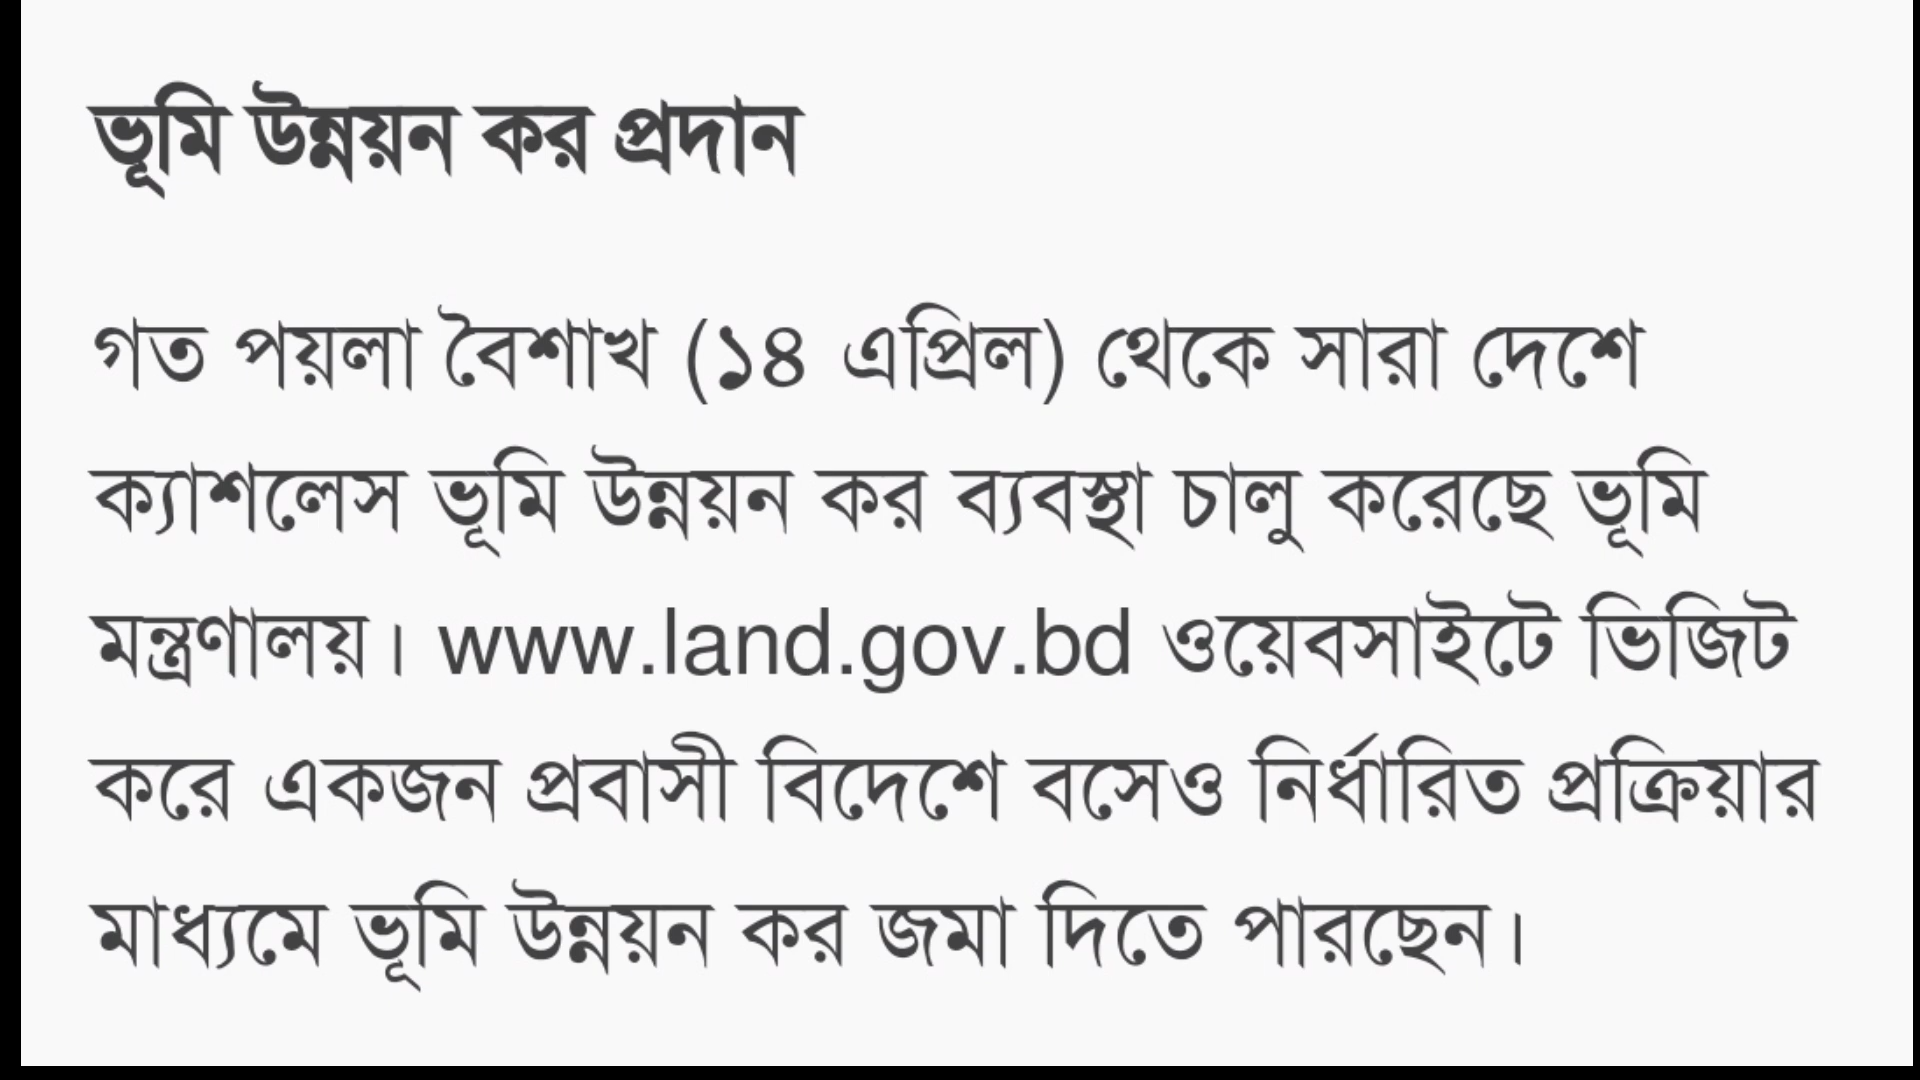 ভূমি উন্নয়ন কর প্রদান
গত পয়লা বৈশাখ (১৪ এপ্রিল) থেকে সারা দেশে
ক্যাশলেস ভূমি উন্নয়ন কর ব্যবস্থা চালু করেছে ভূমি
মন্ত্রণালয়। www.land.gov.bd ওয়েবসাইটে ভিজিট
করে একজন প্রবাসী বিদেশে বসেও নির্ধারিত প্রক্রিয়ার
মাধ্যমে ভূমি উন্নয়ন কর জমা দিতে পারছেন।